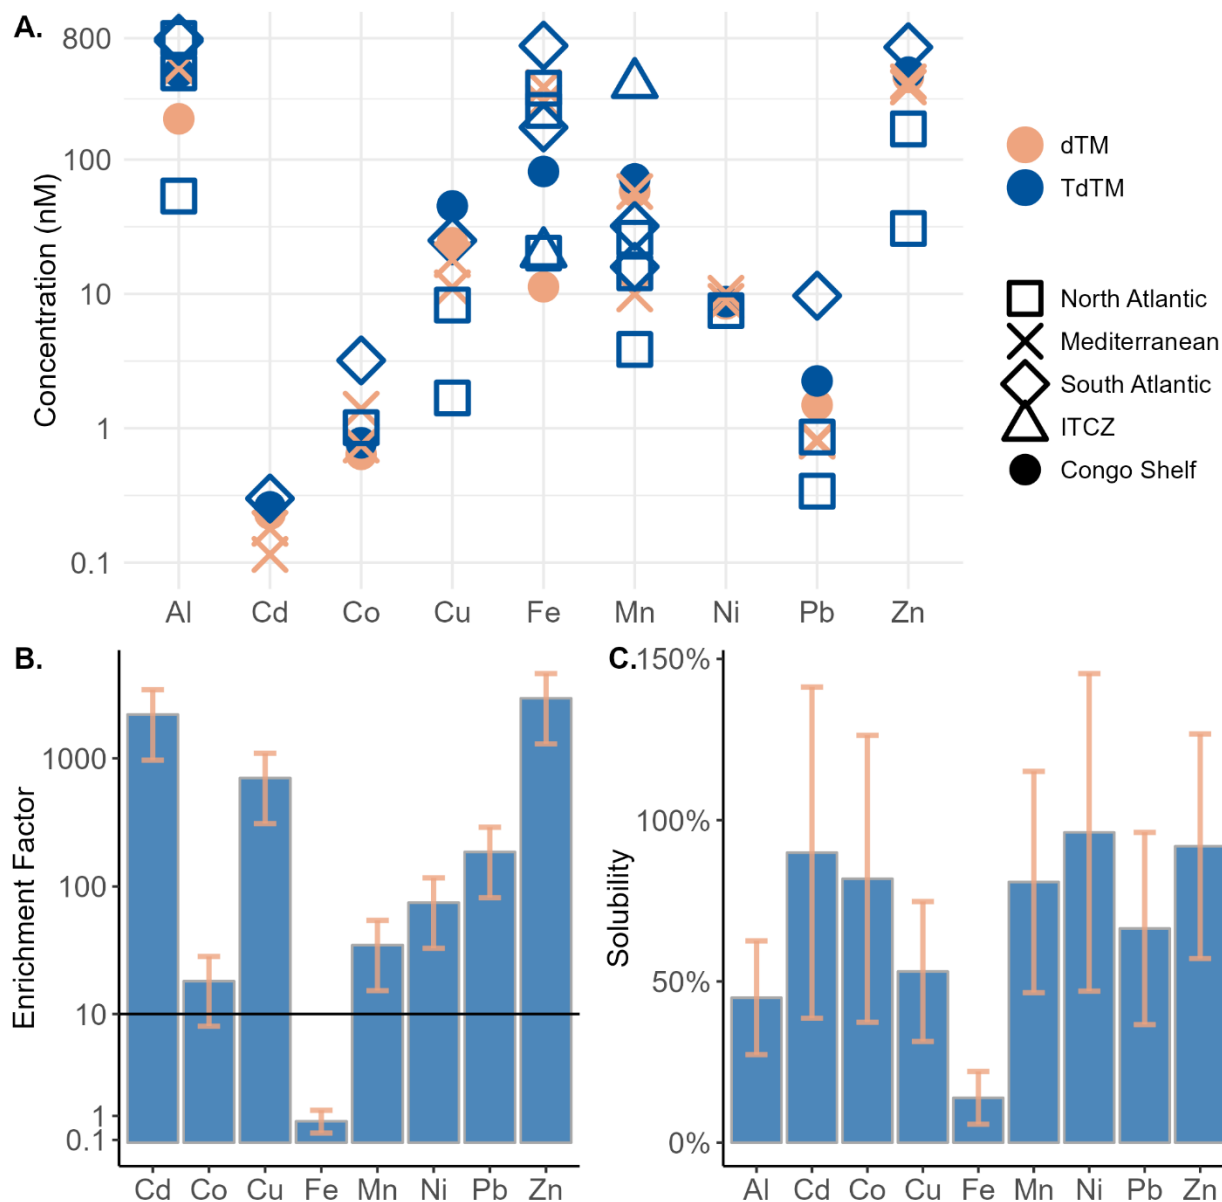 A.
800
100
10
1
0.1
Concentration (nM)
Al Cd Co Cu Fe Mn Ni Pb Zn
dTM
TdTM
North Atlantic
Mediterranean
South Atlantic
ITCZ
Congo Shelf
B.
1000
100
10
1
0.1
Enrichment Factor
Cd Co Cu Fe Mn Ni Pb Zn
C.
150%
100%
50%
0%
Solubility
Al Cd Co Cu Fe Mn Ni Pb Zn